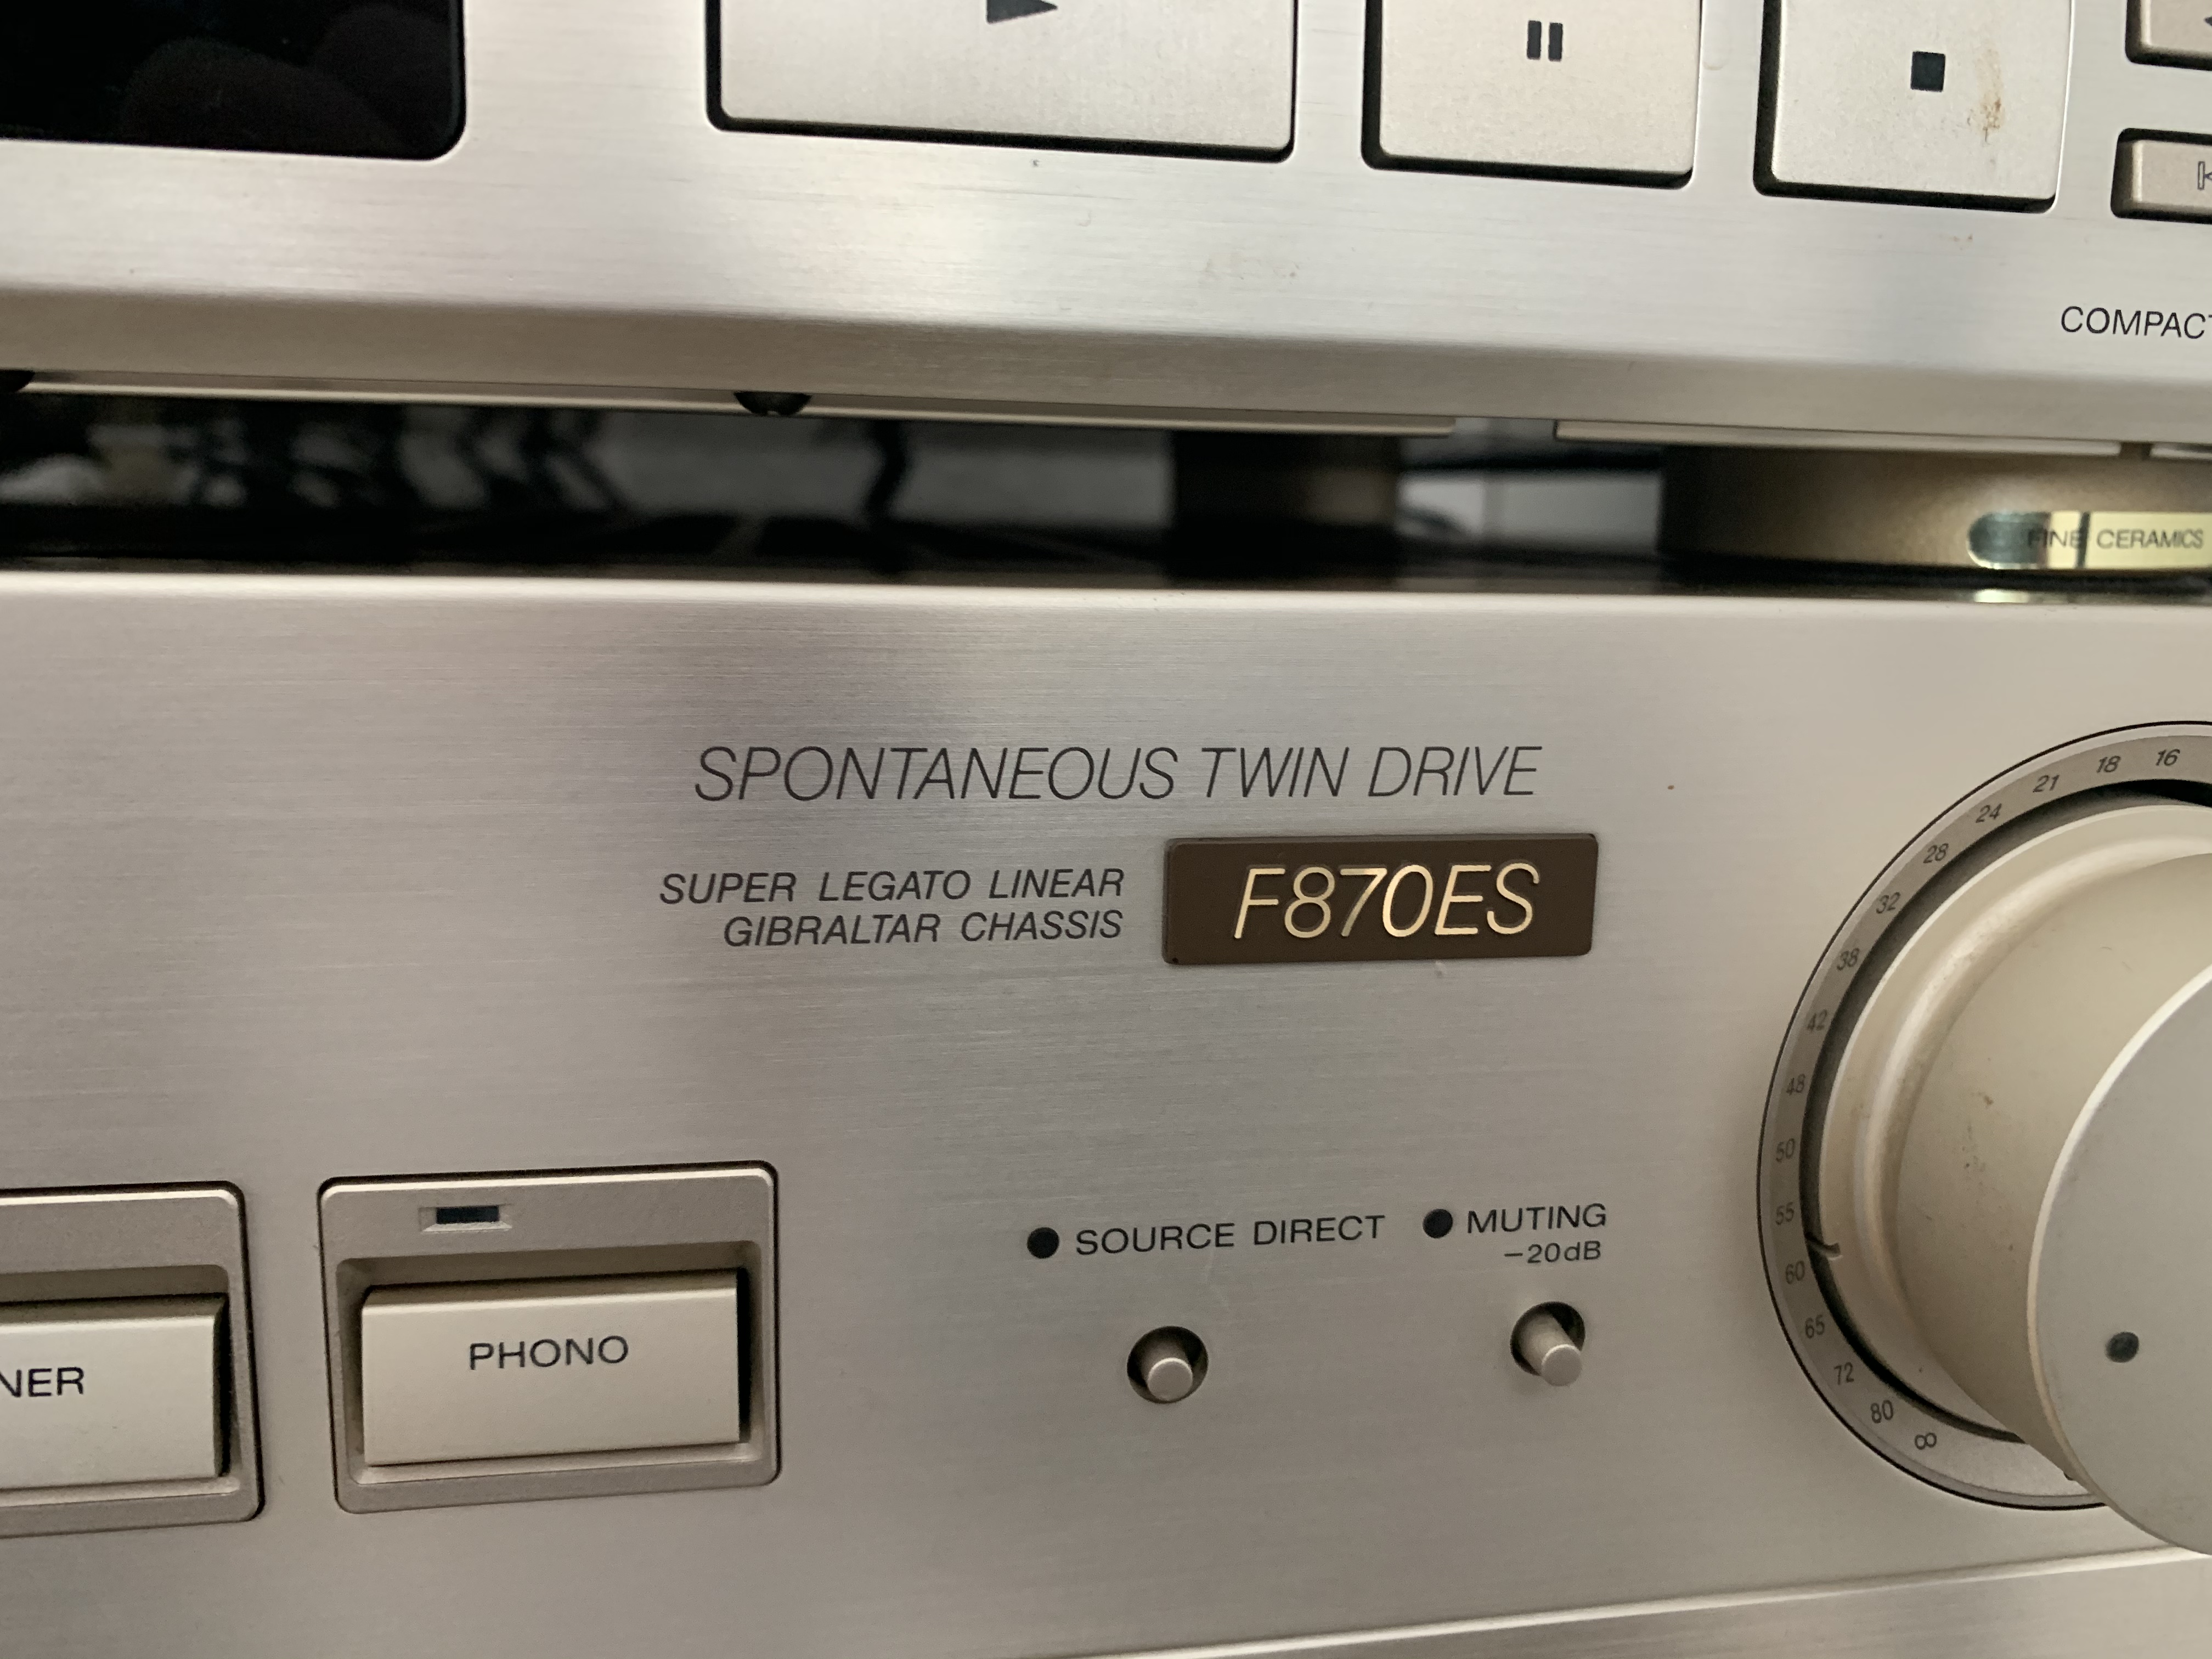 COMPACT
FINE CERAMICS
SPONTANEOUS TWIN DRIVE
SUPER LEGATO LINEAR
GIBRALTAR CHASSIS
F870ES
16
18
21
24
28
32
38
42
48
50
55
60
65
72
80
∞
SOURCE DIRECT
MUTING
−20dB
NER
PHONO